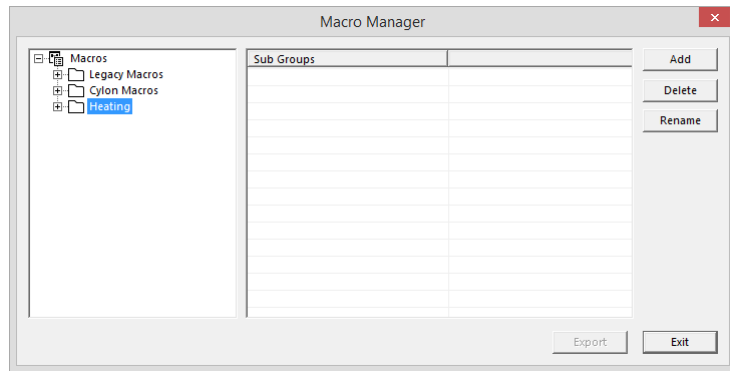 Macro Manager
Macros
Legacy Macros
Cylon Macros
Heating
Sub Groups
Add
Delete
Rename
Export
Exit